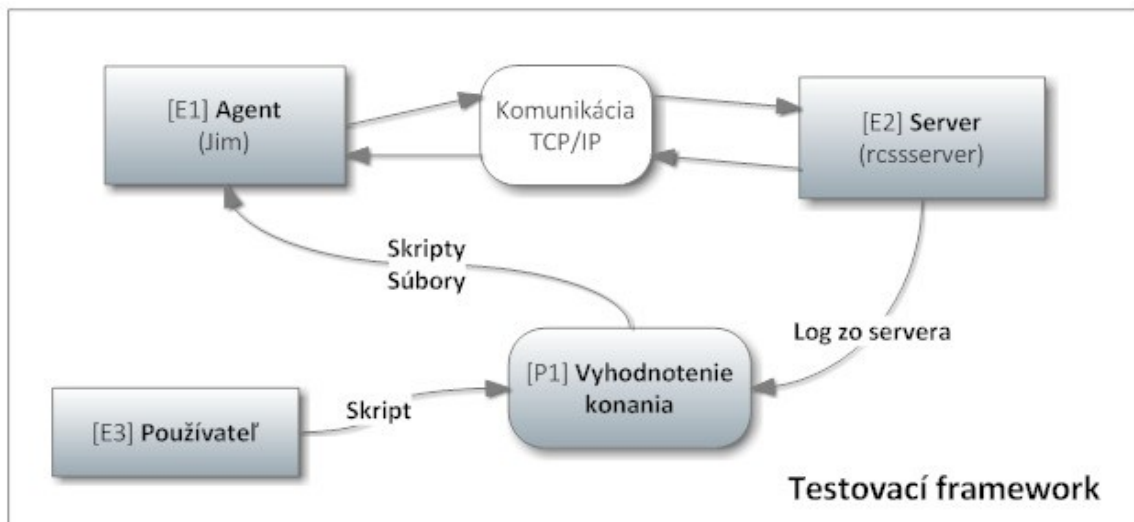 [E1] Agent
(Jim)
Komunikácia
TCP/IP
[E2] Server
(rcssserver)
Skripty
Súbory
Log zo servera
[P1] Vyhodnotenie
konania
[E3] Používateľ
Skript
Testovací framework